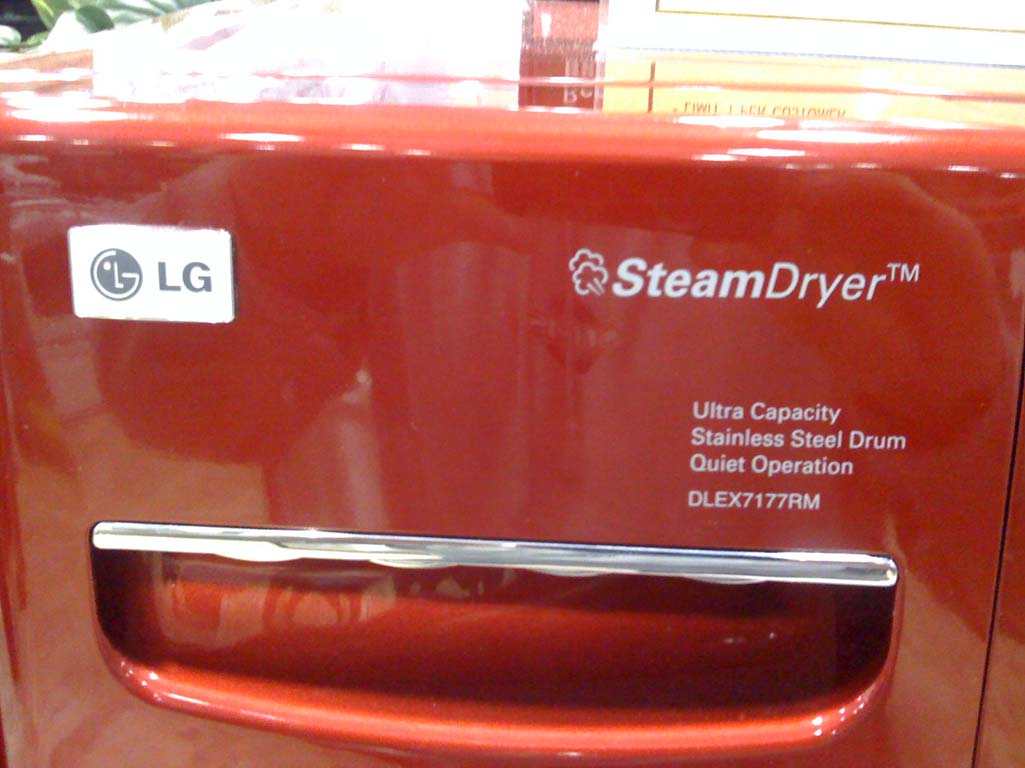 LG
SteamDryer™
Ultra Capacity
Stainless Steel Drum
Quiet Operation
DLEX7177RM